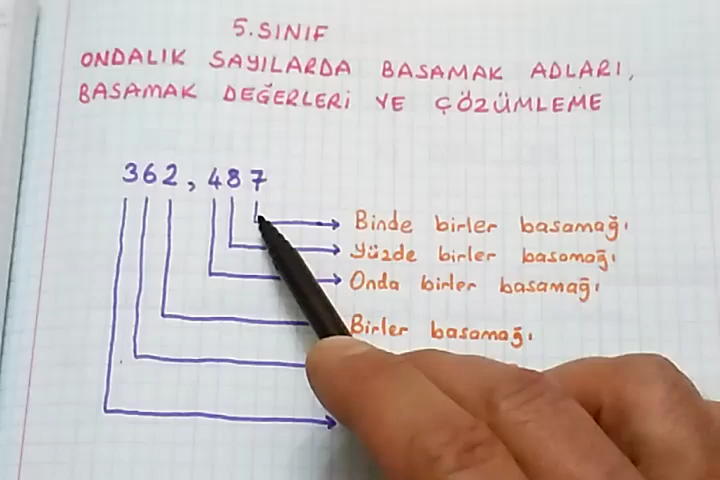 5.SINIF
ONDALIK SAYILARDA BASAMAK ADLARI,
BASAMAK DEĞERLERİ VE ÇÖZÜMLEME
362,487
Binde birler basamağı
Yüzde birler basamağı
Onda birler basamağı
Birler basamağı